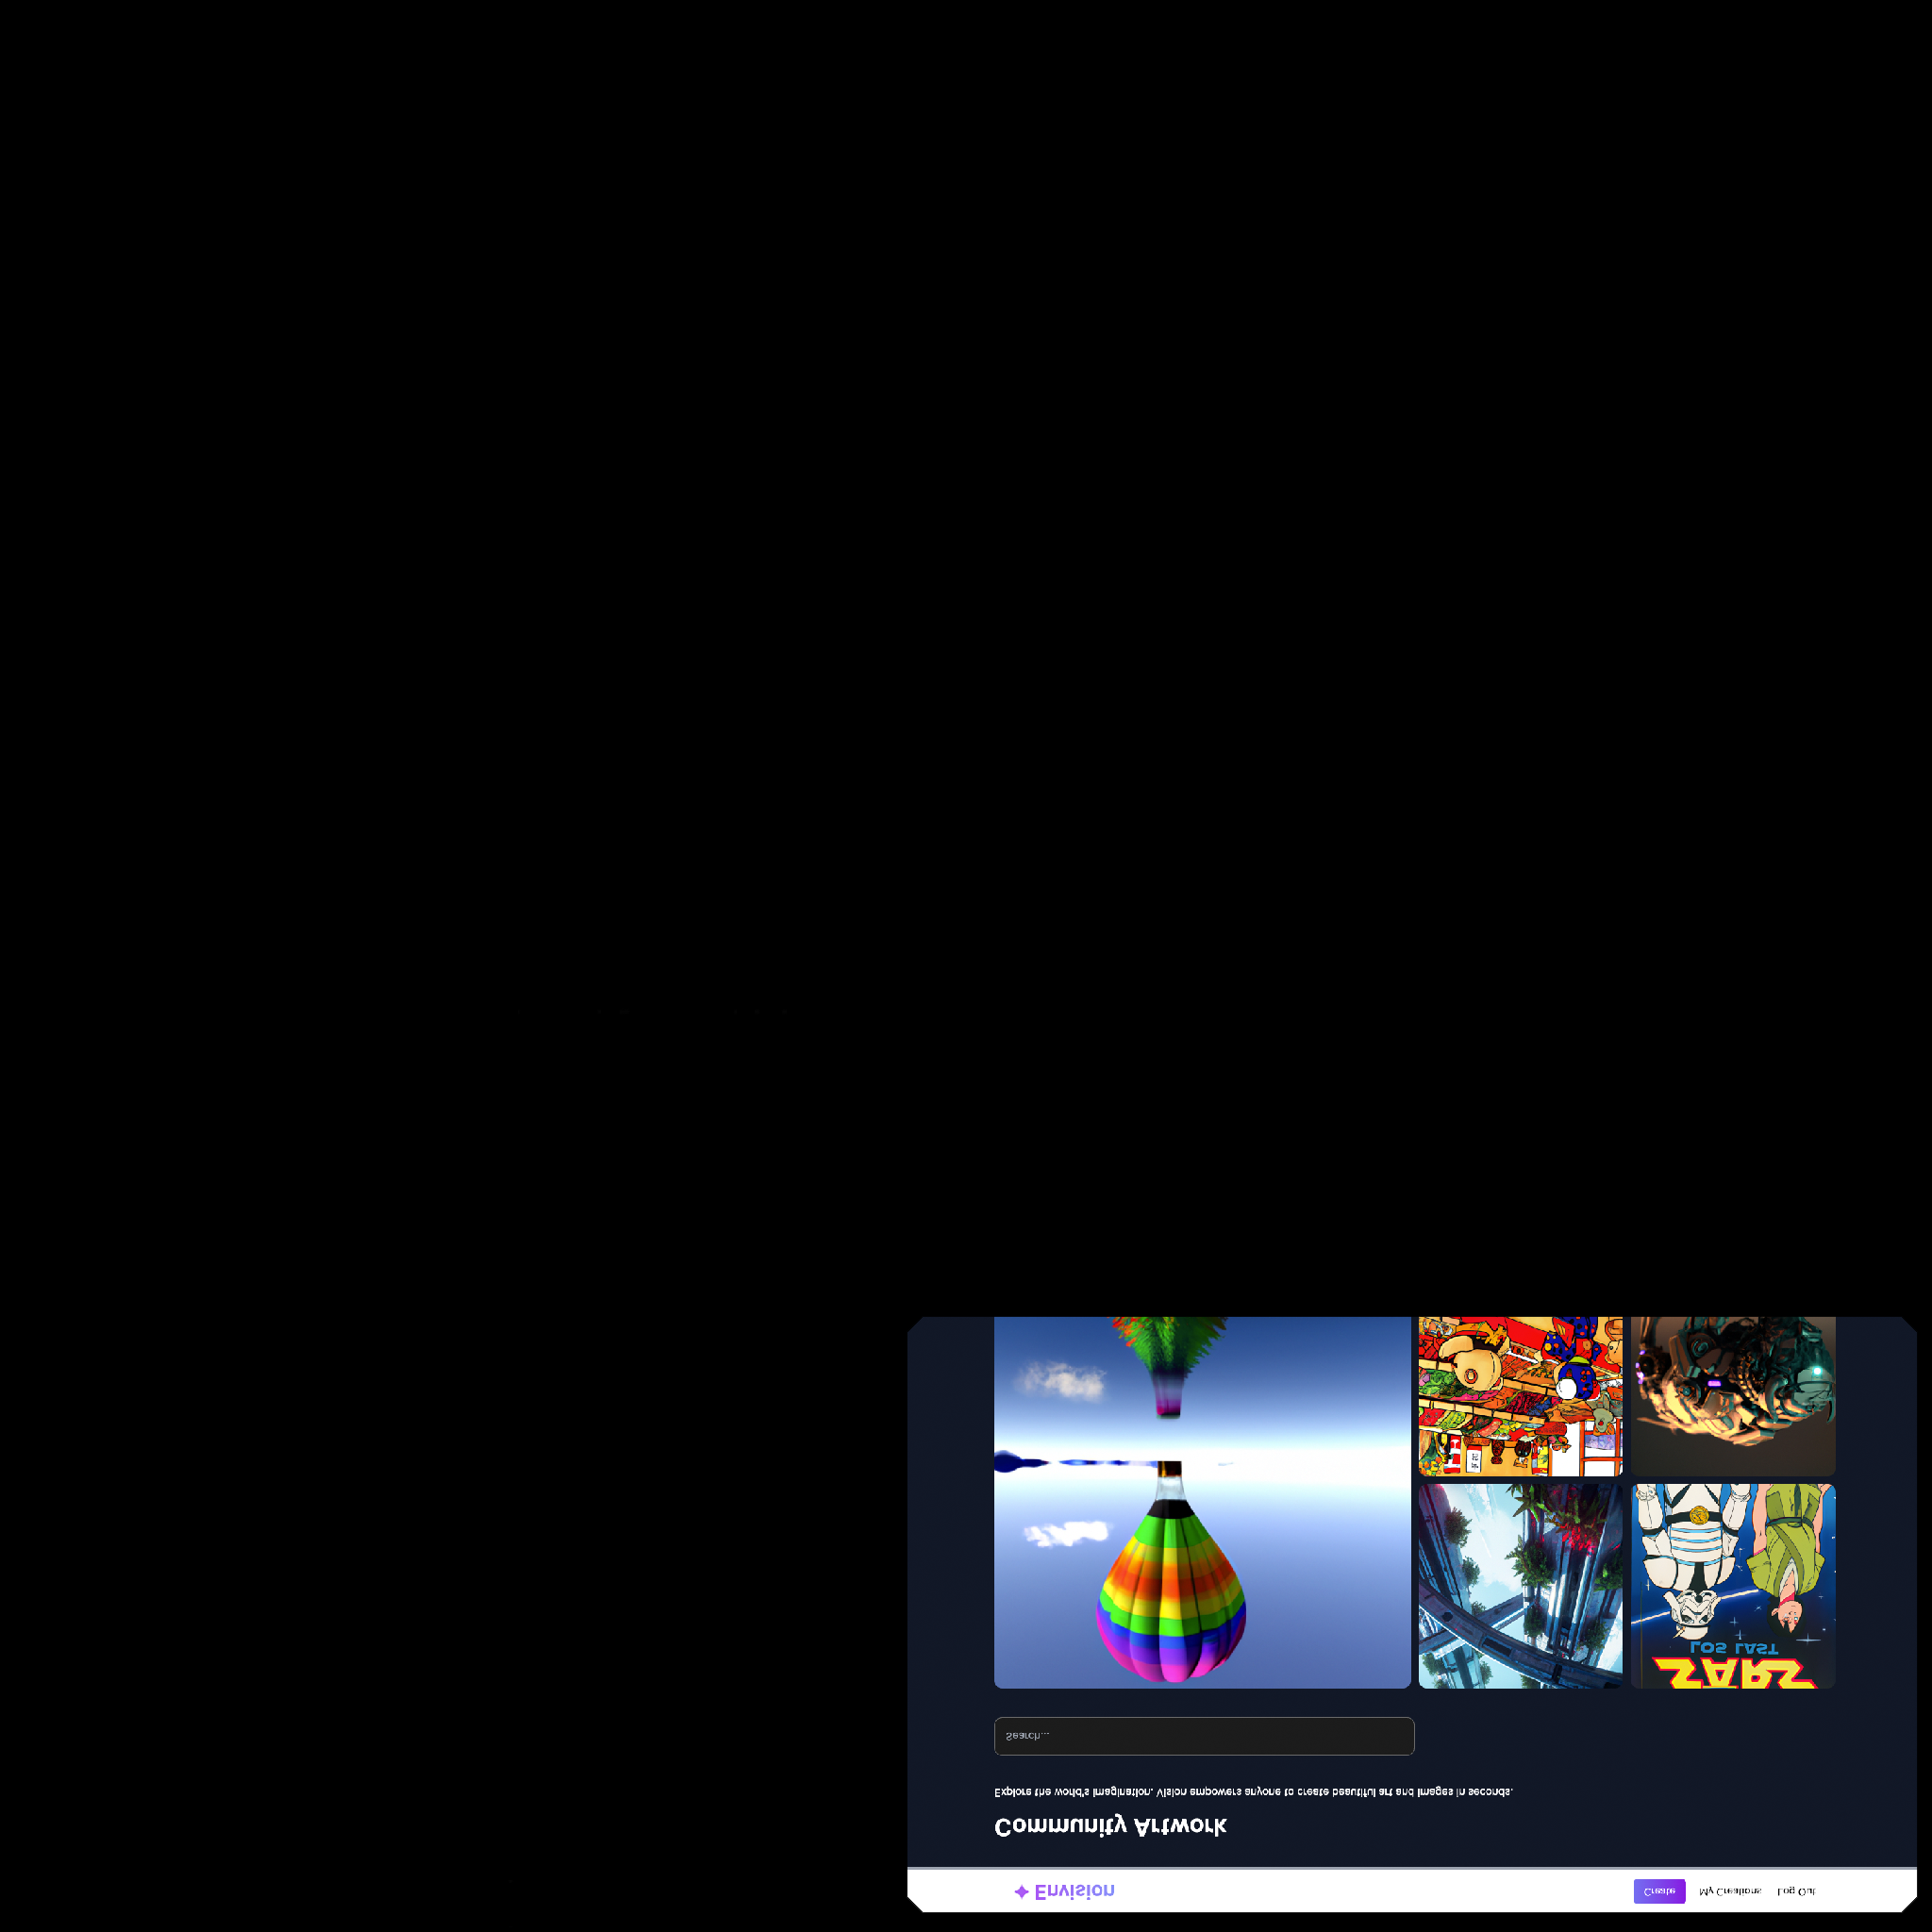 Envision
Create
My Creations
Log Out
Community Artwork
Explore the world's imagination. Vision empowers anyone to create beautiful art and images in seconds.
Search...
SARS
LOS LAST